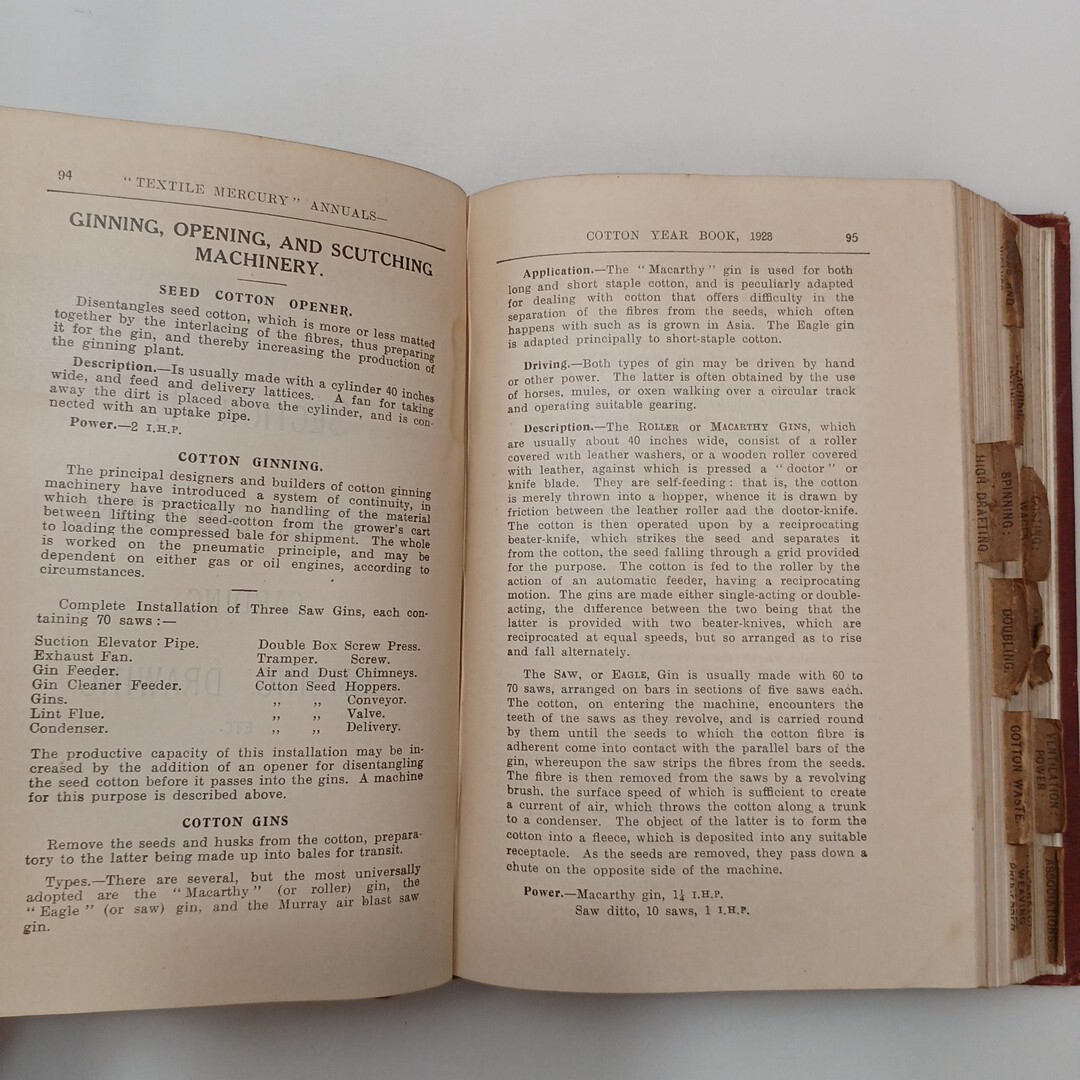 94
"TEXTILE MERCURY" ANNUALS—
GINNING, OPENING, AND SCUTCHING
MACHINERY.
SEED COTTON OPENER.
Disentangles seed cotton, which is more or less matted
together by the interlacing of the fibres, thus preparing
it for the gin, and thereby increasing the production of
the ginning plant.
Description.—Is usually made with a cylinder 40 inches
wide, and feed and delivery lattices. A fan for taking
away the dirt is placed above the cylinder, and is con-
nected with an uptake pipe.
Power.—2 I.H.P.
COTTON GINNING.
The principal designers and builders of cotton ginning
machinery have introduced a system of continuity, in
which there is practically no handling of the material
between lifting the seed-cotton from the grower's cart
to loading the compressed bale for shipment. The whole
is worked on the pneumatic principle, and may be
dependent on either gas or oil engines, according to
circumstances.
Complete Installation of Three Saw Gins, each con-
taining 70 saws :—
Suction Elevator Pipe. Double Box Screw Press.
Exhaust Fan. Tramper. Screw.
Gin Feeder. Air and Dust Chimneys.
Gin Cleaner Feeder. Cotton Seed Hoppers.
Gins. ,, ,, Conveyor.
Lint Flue. ,, ,, Valve.
Condenser. ,, ,, Delivery.
The productive capacity of this installation may be in-
creased by the addition of an opener for disentangling
the seed cotton before it passes into the gins. A machine
for this purpose is described above.
COTTON GINS
Remove the seeds and husks from the cotton, prepara-
tory to the latter being made up into bales for transit.
Types.—There are several, but the most universally
adopted are the "Macarthy" (or roller) gin, the
"Eagle" (or saw) gin, and the Murray air blast saw
gin.
COTTON YEAR BOOK, 1928 95
Application.—The "Macarthy" gin is used for both
long and short staple cotton, and is peculiarly adapted
for dealing with cotton that offers difficulty in the
separation of the fibres from the seeds, which often
happens with such as is grown in Asia. The Eagle gin
is adapted principally to short-staple cotton.
Driving.—Both types of gin may be driven by hand
or other power. The latter is often obtained by the use
of horses, mules, or oxen walking over a circular track
and operating suitable gearing.
Description.—The ROLLER or MACARTHY GINS, which
are usually about 40 inches wide, consist of a roller
covered with leather washers, or a wooden roller covered
with leather, against which is pressed a "doctor" or
knife blade. They are self-feeding : that is, the cotton
is merely thrown into a hopper, whence it is drawn by
friction between the leather roller and the doctor-knife.
The cotton is then operated upon by a reciprocating
beater-knife, which strikes the seed and separates it
from the cotton, the seed falling through a grid provided
for the purpose. The cotton is fed to the roller by the
action of an automatic feeder, having a reciprocating
motion. The gins are made either single-acting or double-
acting, the difference between the two being that the
latter is provided with two beater-knives, which are
reciprocated at equal speeds, but so arranged as to rise
and fall alternately.
The SAW, or EAGLE, Gin is usually made with 60 to
70 saws, arranged on bars in sections of five saws each.
The cotton, on entering the machine, encounters the
teeth of the saws as they revolve, and is carried round
by them until the seeds to which the cotton fibre is
adherent come into contact with the parallel bars of the
gin, whereupon the saw strips the fibres from the seeds.
The fibre is then removed from the saws by a revolving
brush, the surface speed of which is sufficient to create
a current of air, which throws the cotton along a trunk
to a condenser. The object of the latter is to form the
cotton into a fleece, which is deposited into any suitable
receptacle. As the seeds are removed, they pass down a
chute on the opposite side of the machine.
Power.—Macarthy gin, 1¼ I.H.P.
Saw ditto, 10 saws, 1 I.H.P.
SPINNING :
HIGH DRAFTING
DOUBLING.
COTTON WASTE
VENTILATION :
POWER :
WEAVING